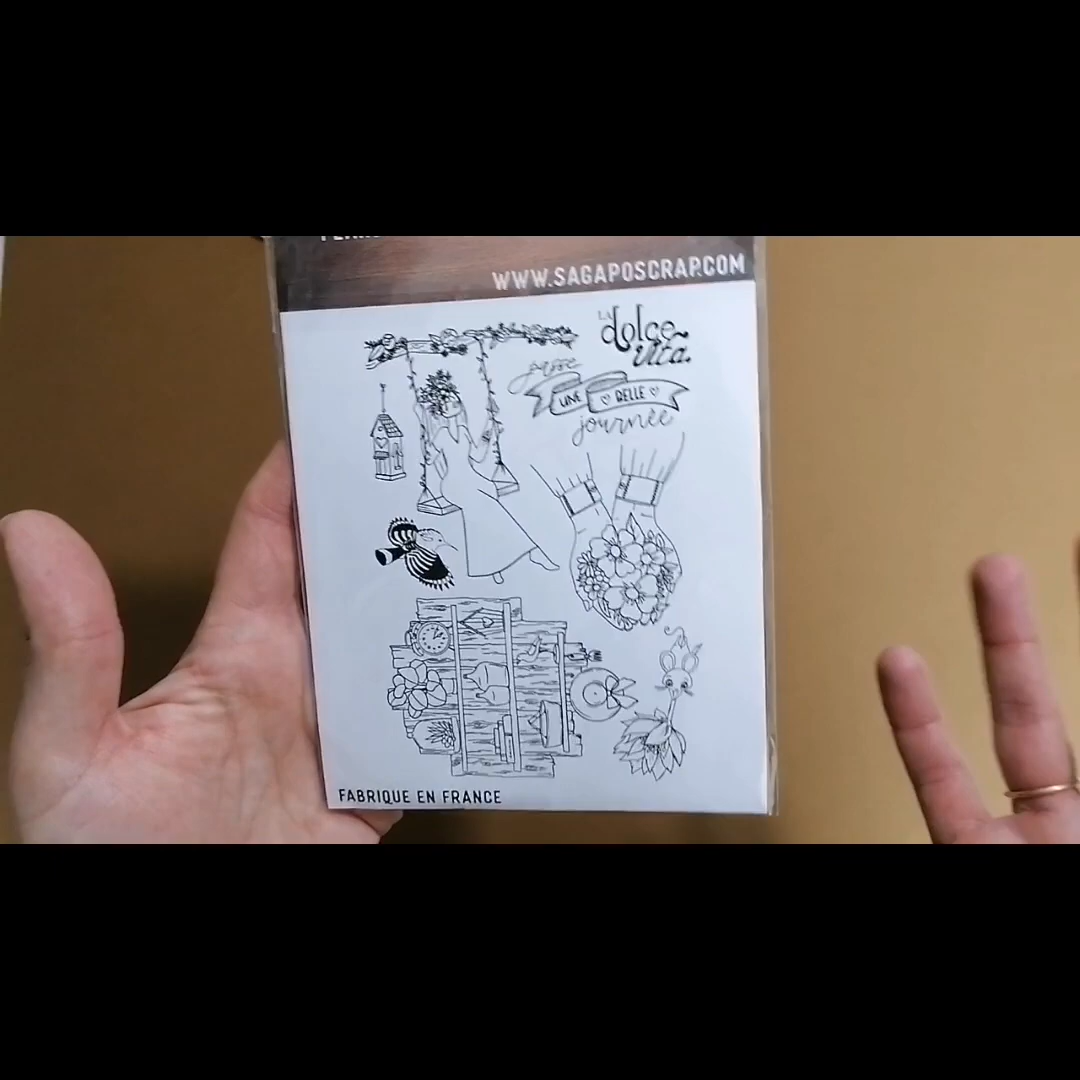 WWW.SAGAPOSCRAP.COM
LA
dolce
vita.
passe
UNE BELLE
journée
FABRIQUE EN FRANCE